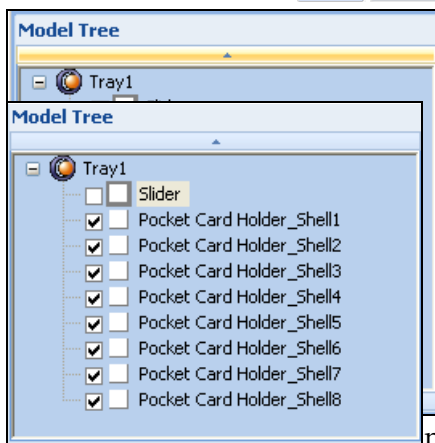 Model Tree
Tray1
Model Tree
Tray1
Slider
Pocket Card Holder_Shell1
Pocket Card Holder_Shell2
Pocket Card Holder_Shell3
Pocket Card Holder_Shell4
Pocket Card Holder_Shell5
Pocket Card Holder_Shell6
Pocket Card Holder_Shell7
Pocket Card Holder_Shell8